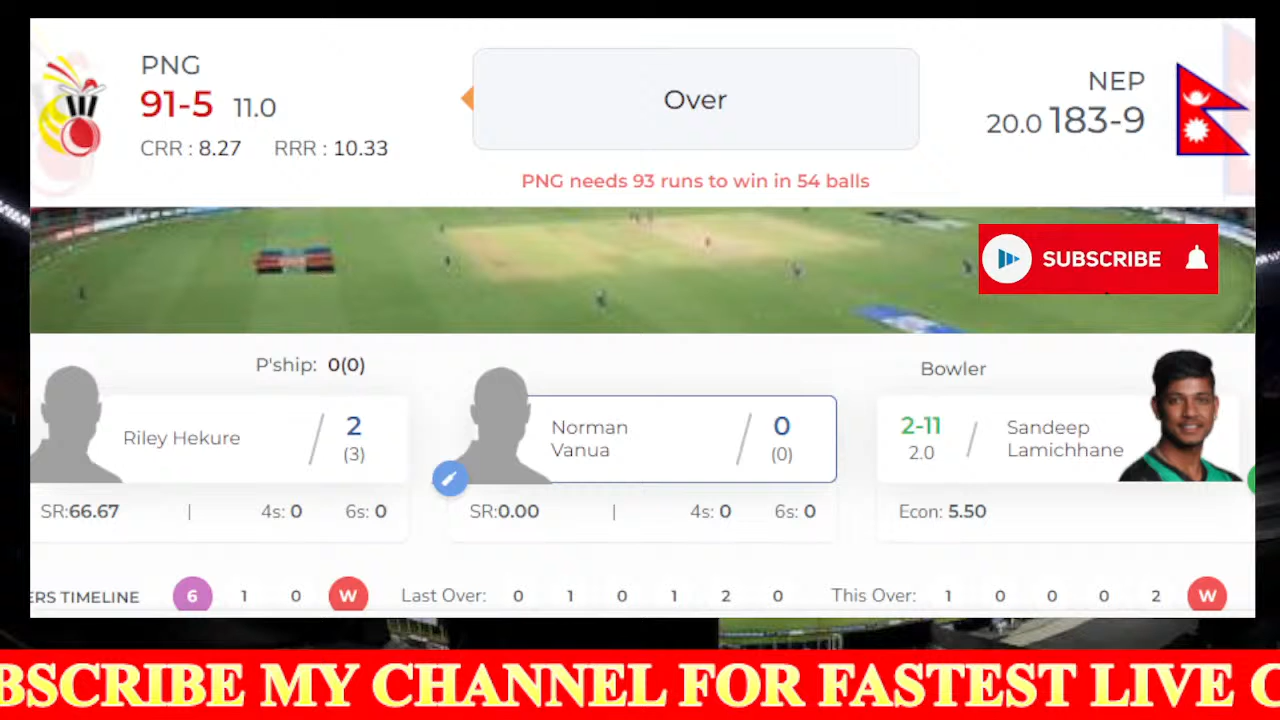 PNG
91-5 11.0
CRR : 8.27 RRR : 10.33
Over
PNG needs 93 runs to win in 54 balls
NEP
20.0 183-9
SUBSCRIBE
P'ship: 0(0)
Riley Hekure 2
(3)
SR:66.67 | 4s: 0 6s: 0
Norman
Vanua
0
(0)
SR:0.00 | 4s: 0 6s: 0
Bowler
2-11
2.0
Sandeep
Lamichhane
Econ: 5.50
ERS TIMELINE 6 1 0 W Last Over: 0 1 0 1 2 0 This Over: 1 0 0 0 2 W
BSCRIBE MY CHANNEL FOR FASTEST LIVE C